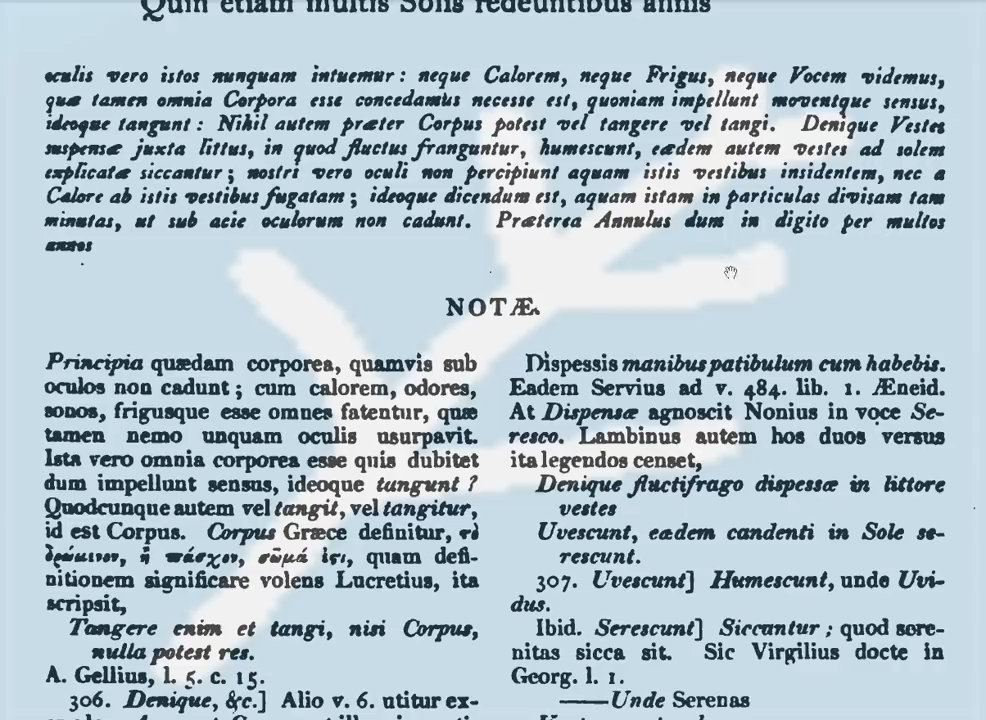 Quin etiam multis Solis redeuntibus annis
oculis vero istos nunquam intuemur: neque Calorem, neque Frigus, neque Vocem videmus,
quæ tamen omnia Corpora esse concedamus necesse est, quoniam impellunt moventque sensus,
ideoque tangunt: Nihil autem præter Corpus potest vel tangere vel tangi. Denique Vestes
suspensæ juxta littus, in quod fluctus franguntur, humescunt, eædem autem vestes ad solem
explicatæ siccantur; nostri vero oculi non percipiunt aquam istis vestibus insidentem, nec a
Calore ab istis vestibus fugatam; ideoque dicendum est, aquam istam in particulas divisam tam
minutas, ut sub acie oculorum non cadunt. Præterea Annulus dum in digito per multos
annos
NOTÆ.
Principia quædam corporea, quamvis sub
oculos non cadunt; cum calorem, odores,
sonos, frigusque esse omnes fatentur, quæ
tamen nemo unquam oculis usurpavit.
Ista vero omnia corporea esse quis dubitet
dum impellunt sensus, ideoque tangunt?
Quodcunque autem vel tangit, vel tangitur,
id est Corpus. Corpus Græce definitur, τὸ
ἢ πάσχον, σῶμά ἐςι, quam defi-
nitionem significare volens Lucretius, ita
scripsit,
Tangere enim et tangi, nisi Corpus,
nulla potest res.
A. Gellius, l. 5. c. 15.
306. Denique, &c.] Alio v. 6. utitur ex-
Dispessis manibus patibulum cum habebis.
Eadem Servius ad v. 484. lib. 1. Æneid.
At Dispensæ agnoscit Nonius in voce Se-
resco. Lambinus autem hos duos versus
ita legendos censet,
Denique fluctifrago dispessæ in littore
vestes
Uvescunt, eædem candenti in Sole se-
rescunt.
307. Uvescunt] Humescunt, unde Uvi-
dus.
Ibid. Serescunt] Siccantur; quod sere-
nitas sicca sit. Sic Virgilius docte in
Georg. l. 1.
——Unde Serenas